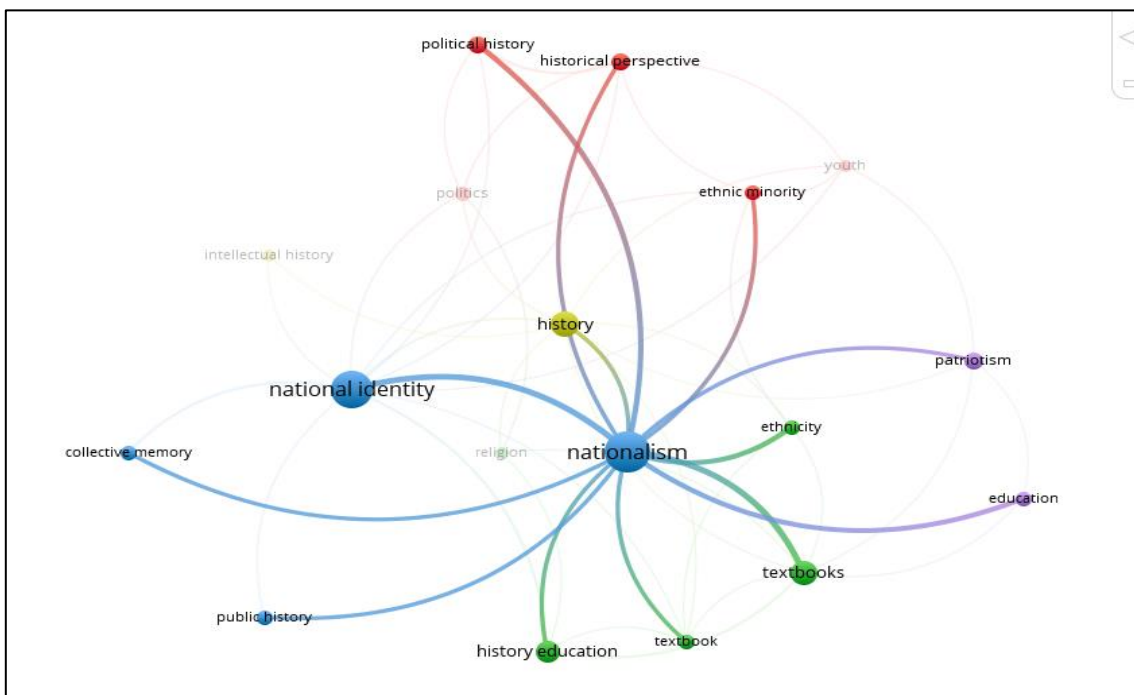 political history
historical perspective
youth
politics
ethnic minority
intellectual history
history
patriotism
national identity
ethnicity
collective memory
religion
nationalism
education
textbooks
public history
textbook
history education